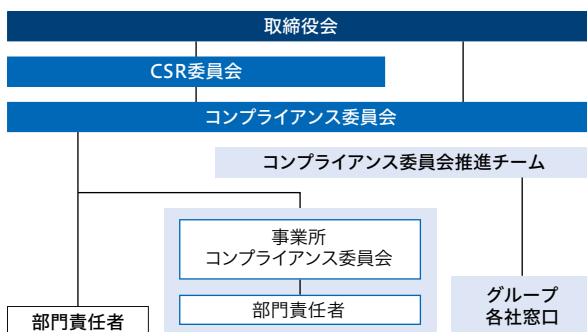 取締役会
CSR委員会
コンプライアンス委員会
コンプライアンス委員会推進チーム
事業所
コンプライアンス委員会
部門責任者
部門責任者
グループ
各社窓口